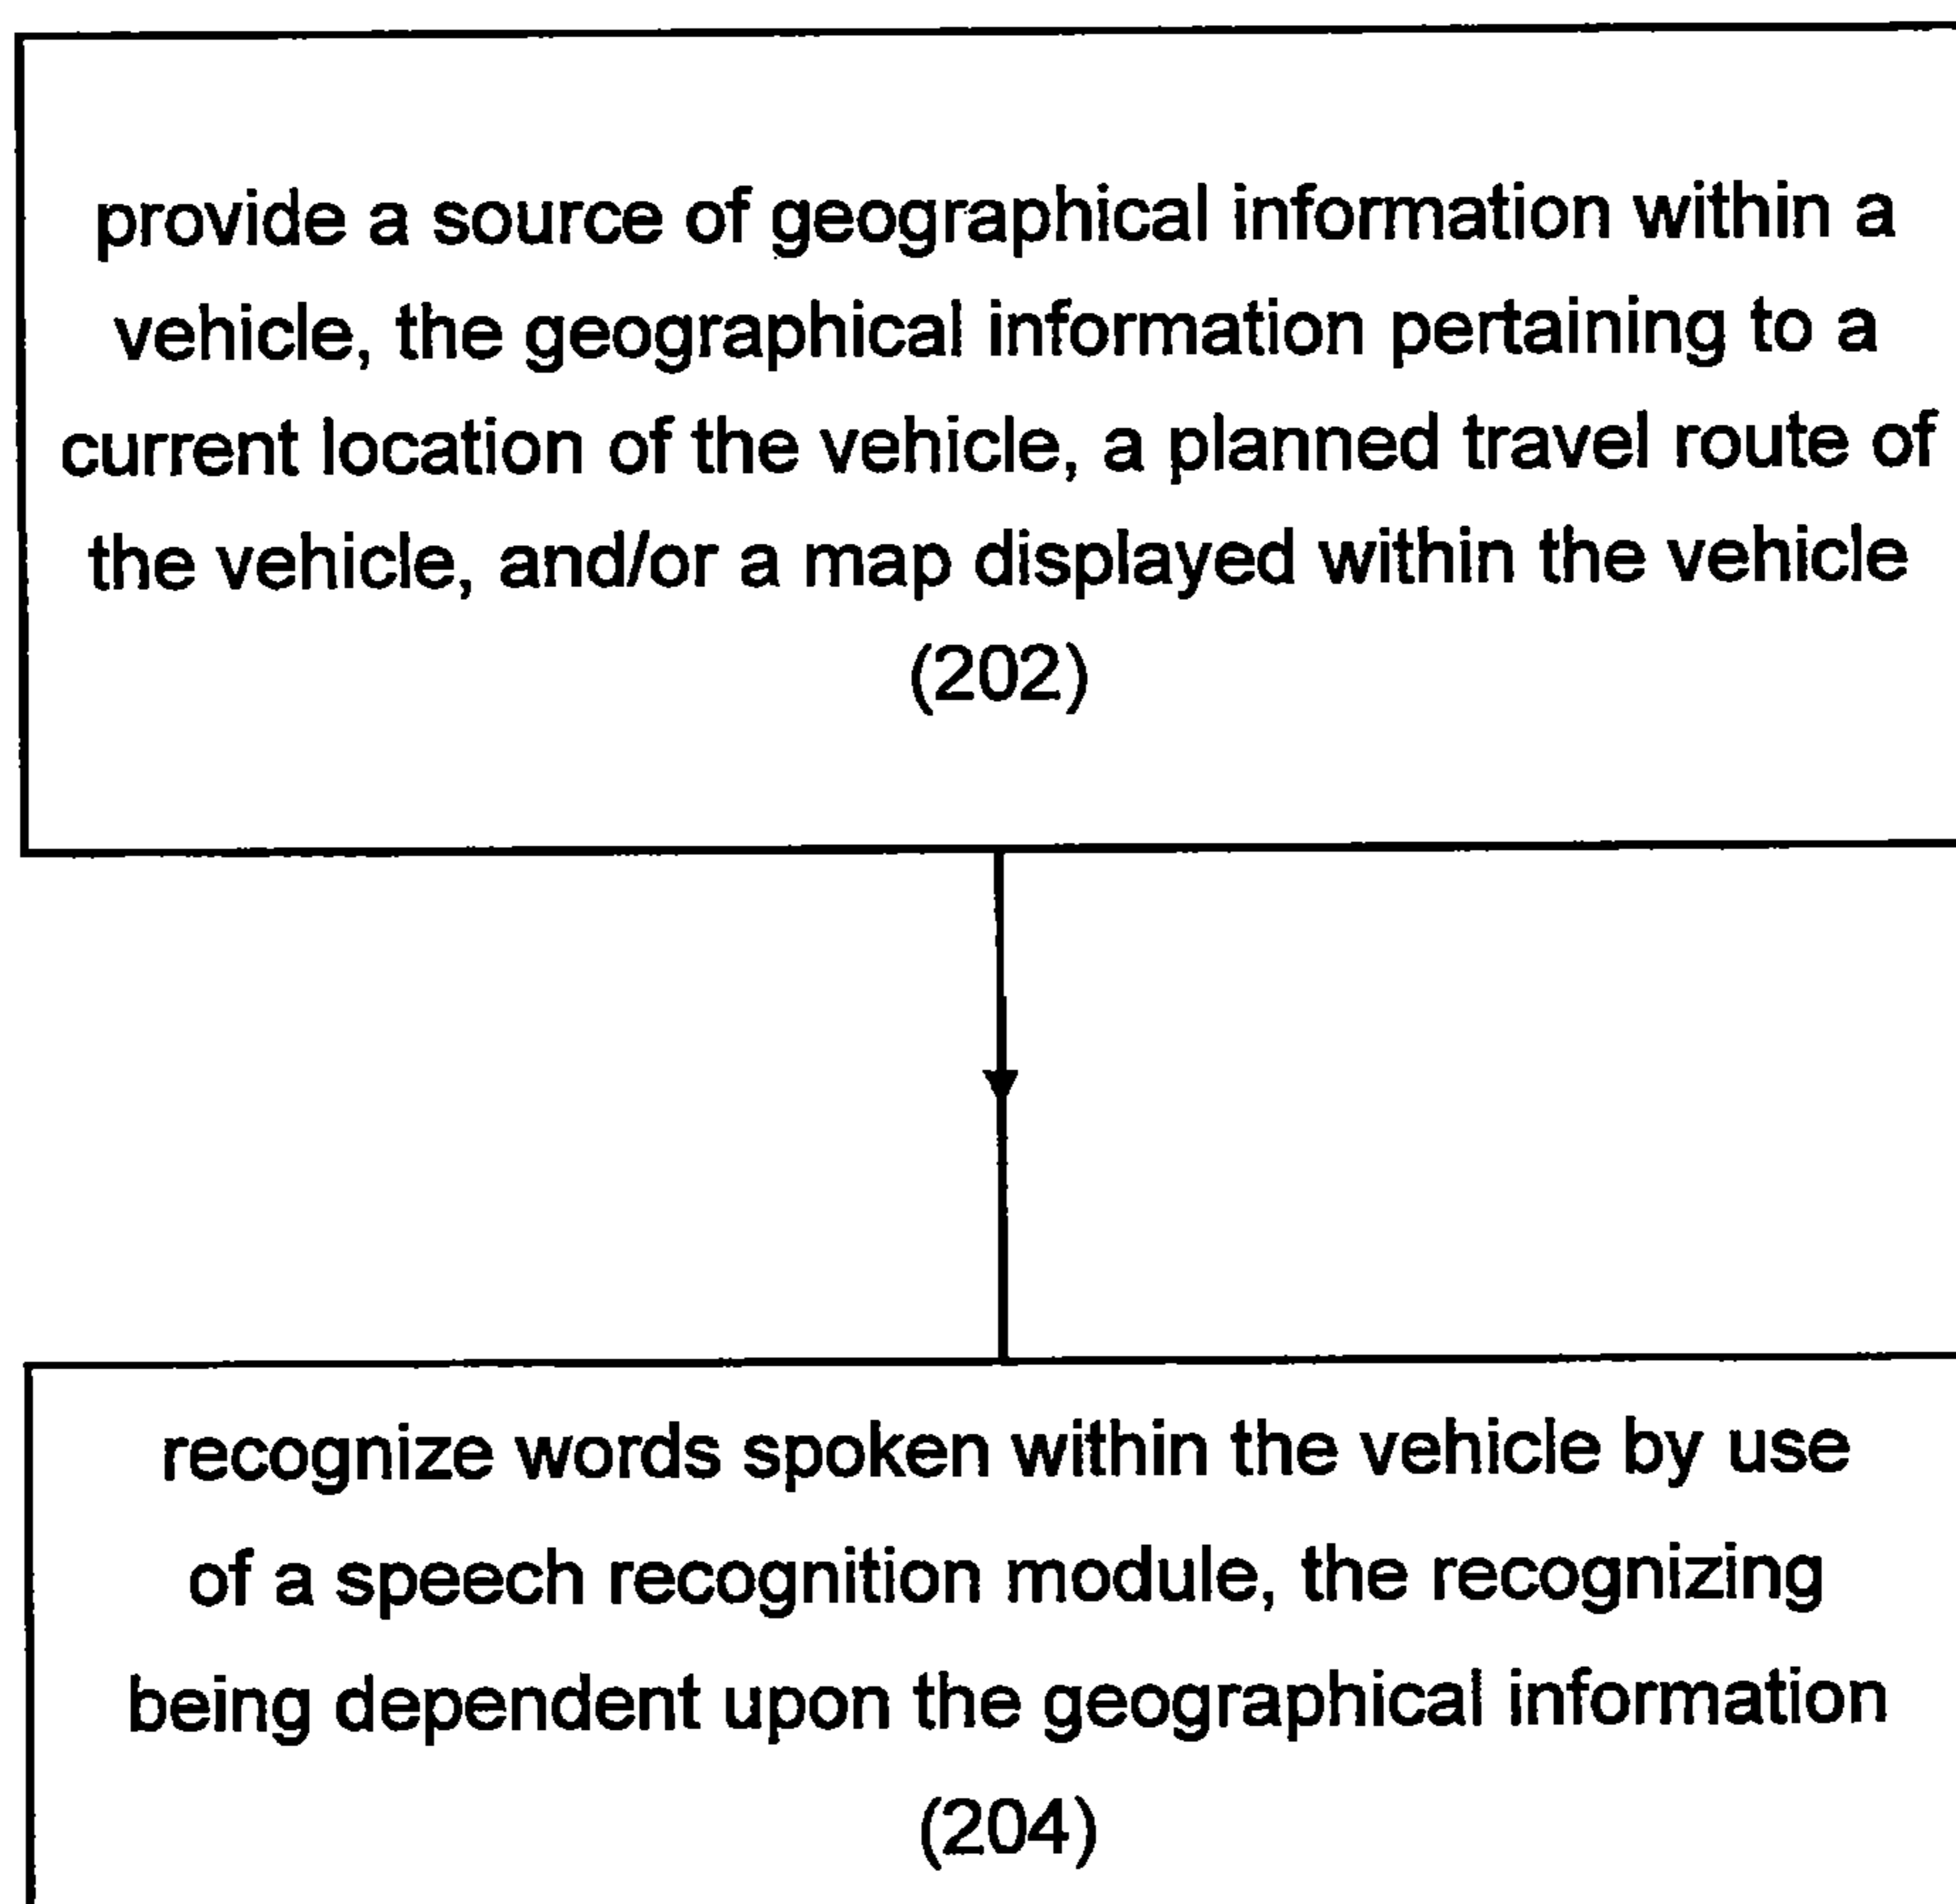 provide a source of geographical information within a
vehicle, the geographical information pertaining to a
current location of the vehicle, a planned travel route of
the vehicle, and/or a map displayed within the vehicle
(202)
recognize words spoken within the vehicle by use
of a speech recognition module, the recognizing
being dependent upon the geographical information
(204)